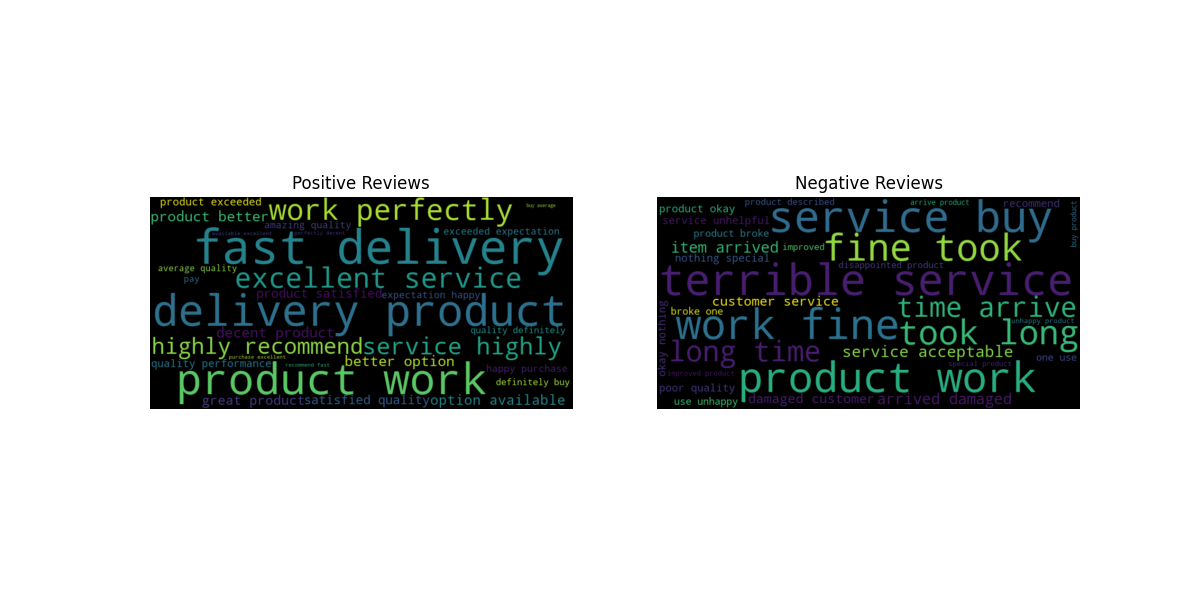 Positive Reviews
product exceeded
work perfectly
buy average
product better
amazing quality
available excellent
perfectly decent
exceeded expectation
fast delivery
average quality
pay
excellent service
product satisfied
expectation happy
delivery product
decent product
quality definitely
highly recommend
service highly
purchase excellent
quality performance
recommend fast
better option
happy purchase
product work
definitely buy
great product
satisfied quality
option available
Negative Reviews
product okay
product described
service buy
arrive product
recommend
buy product
service unhelpful
product broke
item arrived
improved
fine took
nothing special
disappointed product
terrible service
customer service
time arrive
broke one
work fine
unhappy product
took long
okay nothing
long time
service acceptable
special product
one use
improved product
poor quality
product work
use unhappy
damaged customer
arrived damaged